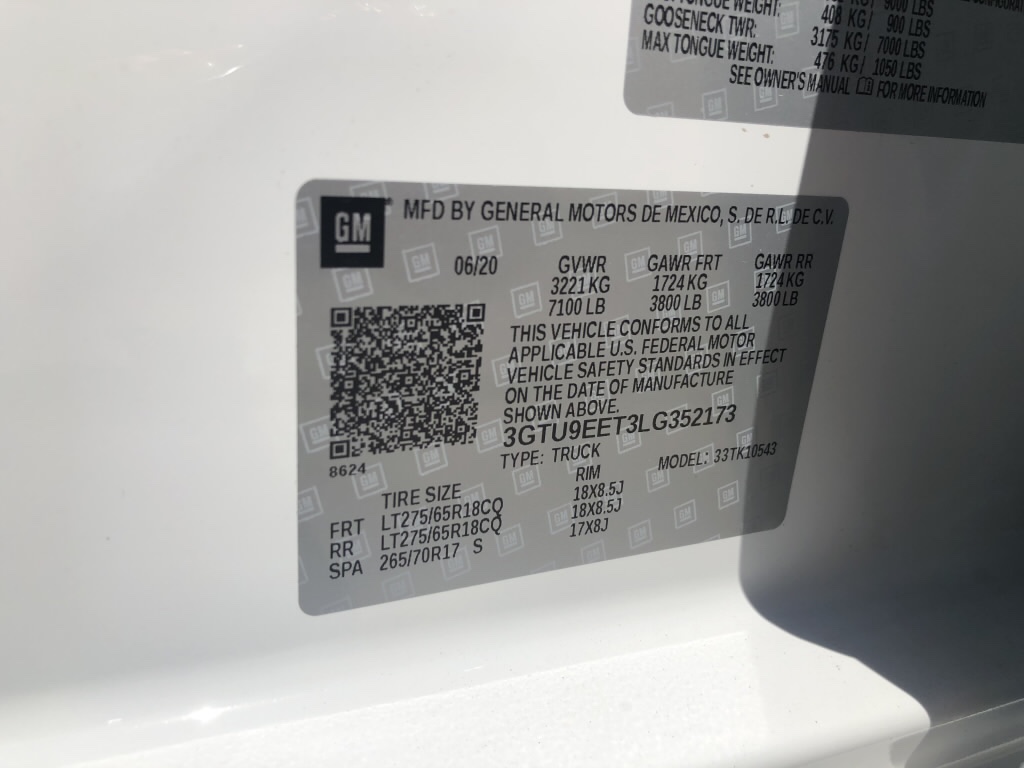 TONGUE WEIGHT: 408 KG / 900 LBS
GOOSENECK TWR: 3175 KG / 7000 LBS
MAX TONGUE WEIGHT: 476 KG / 1050 LBS
SEE OWNER'S MANUAL FOR MORE INFORMATION
GM
MFD BY GENERAL MOTORS DE MEXICO, S. DE R.L. DE C.V.
06/20 GVWR GAWR FRT GAWR RR
3221 KG 1724 KG 1724 KG
7100 LB 3800 LB 3800 LB
THIS VEHICLE CONFORMS TO ALL
APPLICABLE U.S. FEDERAL MOTOR
VEHICLE SAFETY STANDARDS IN EFFECT
ON THE DATE OF MANUFACTURE
SHOWN ABOVE.
3GTU9EET3LG352173
8624 TYPE: TRUCK MODEL: 33TK10543
TIRE SIZE RIM
FRT LT275/65R18CQ 18X8.5J
RR LT275/65R18CQ 18X8.5J
SPA 265/70R17 S 17X8J